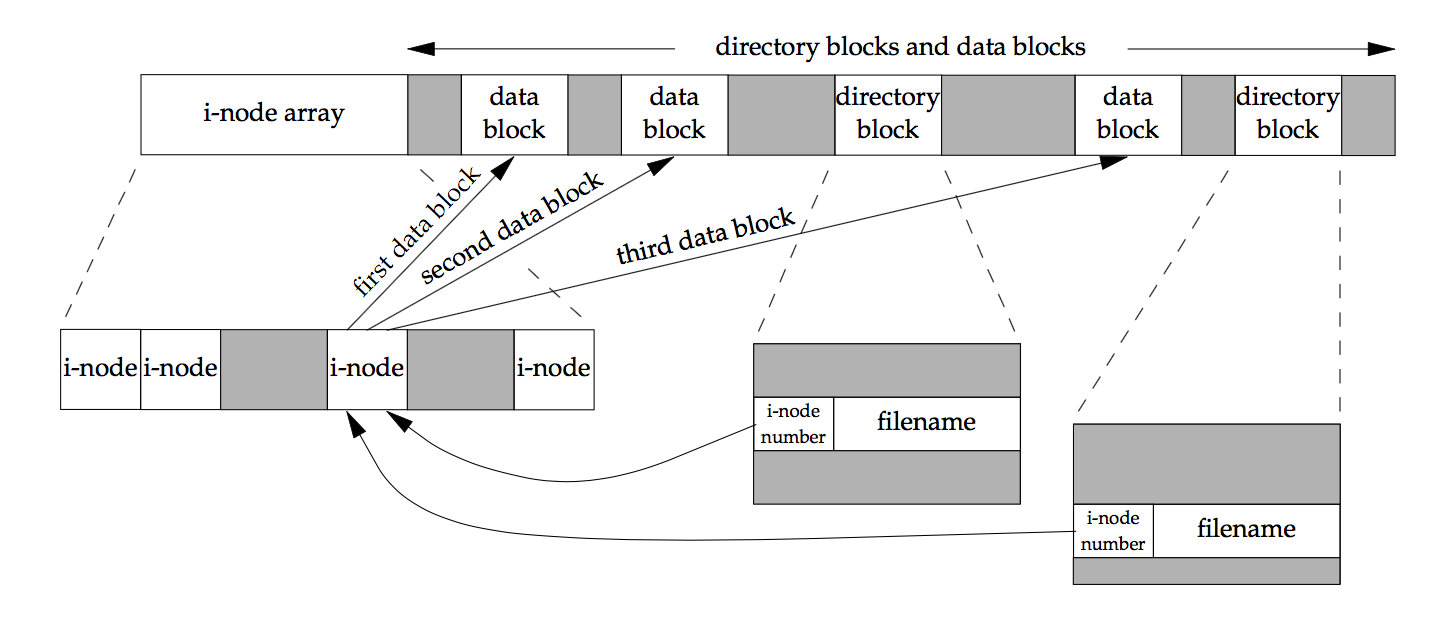 directory blocks and data blocks
i-node array
data
block
data
block
directory
block
data
block
directory
block
first data block
second data block
third data block
i-node
i-node
i-node
i-node
i-node
number
filename
i-node
number
filename